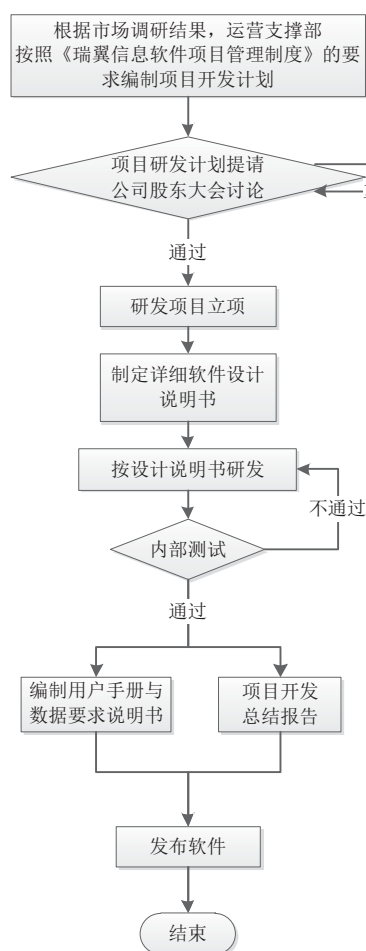 根据市场调研结果，运营支撑部
按照《瑞翼信息软件项目管理制度》的要
求编制项目开发计划
项目研发计划提请
公司股东大会讨论
通过
研发项目立项
制定详细软件设计
说明书
按设计说明书研发
不通过
内部测试
通过
编制用户手册与
数据要求说明书
项目开发
总结报告
发布软件
结束